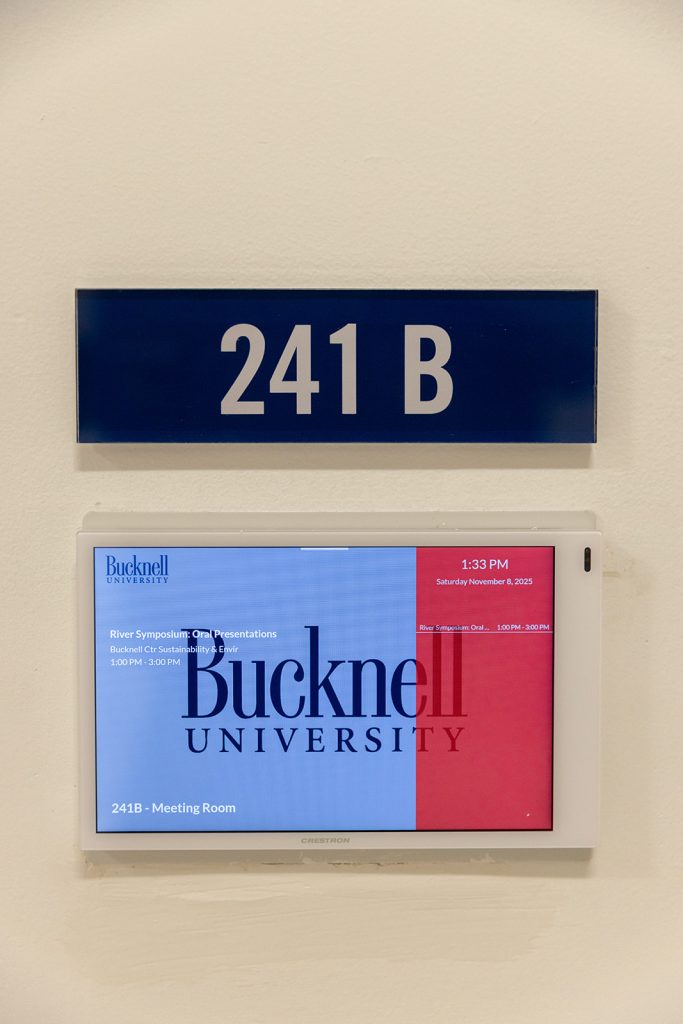 241 B
Bucknell
UNIVERSITY
1:33 PM
Saturday November 8, 2025
River Symposium: Oral Presentations
Bucknell Ctr Sustainability & Envir
1:00 PM - 3:00 PM
River Symposium: Oral ... 1:00 PM - 3:00 PM
Bucknell
UNIVERSITY
241B - Meeting Room
CRESTRON